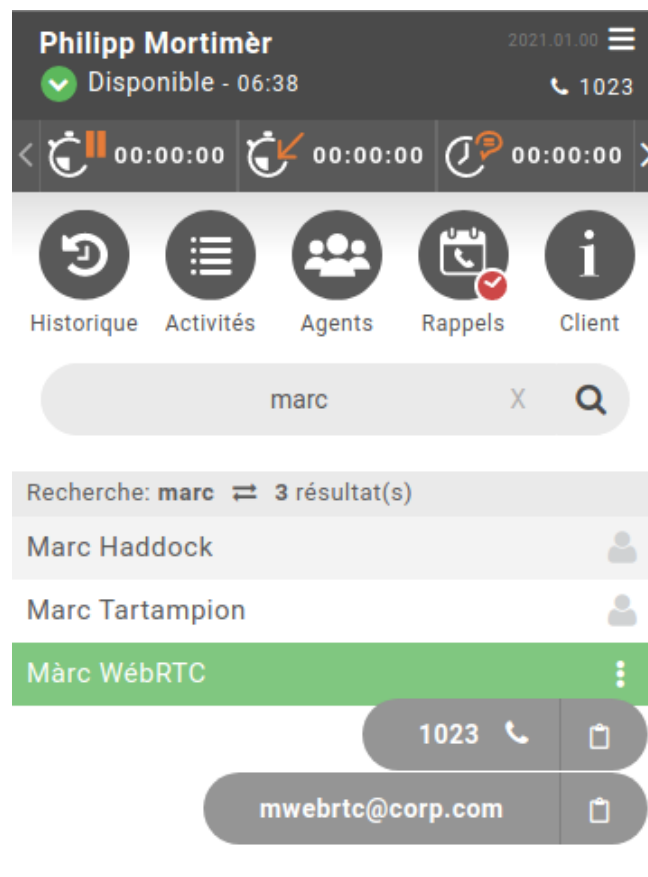 Philipp Mortimèr 2021.01.00
Disponible - 06:38 1023
00:00:00 00:00:00 00:00:00
Historique Activités Agents Rappels Client
marc X
Recherche: marc 3 résultat(s)
Marc Haddock
Marc Tartampion
Màrc WébRTC
1023
mwebrtc@corp.com